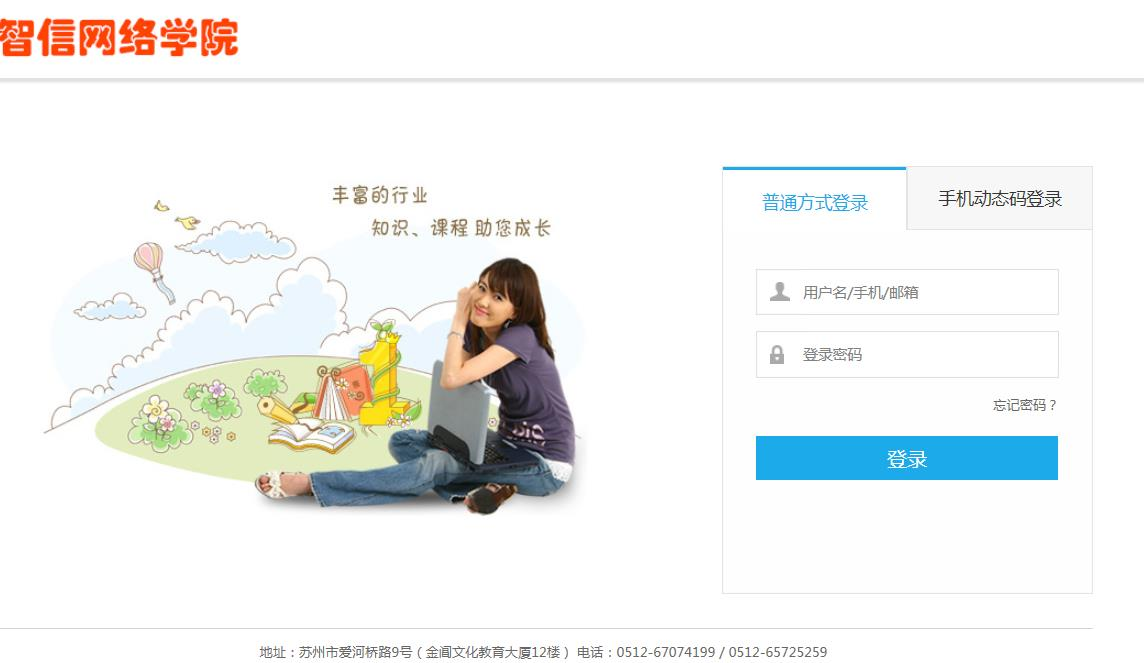 智信网络学院
丰富的行业
知识、课程 助您成长
普通方式登录
手机动态码登录
用户名/手机/邮箱
登录密码
忘记密码？
登录
地址：苏州市爱河桥路9号（金阊文化教育大厦12楼） 电话：0512-67074199 / 0512-65725259